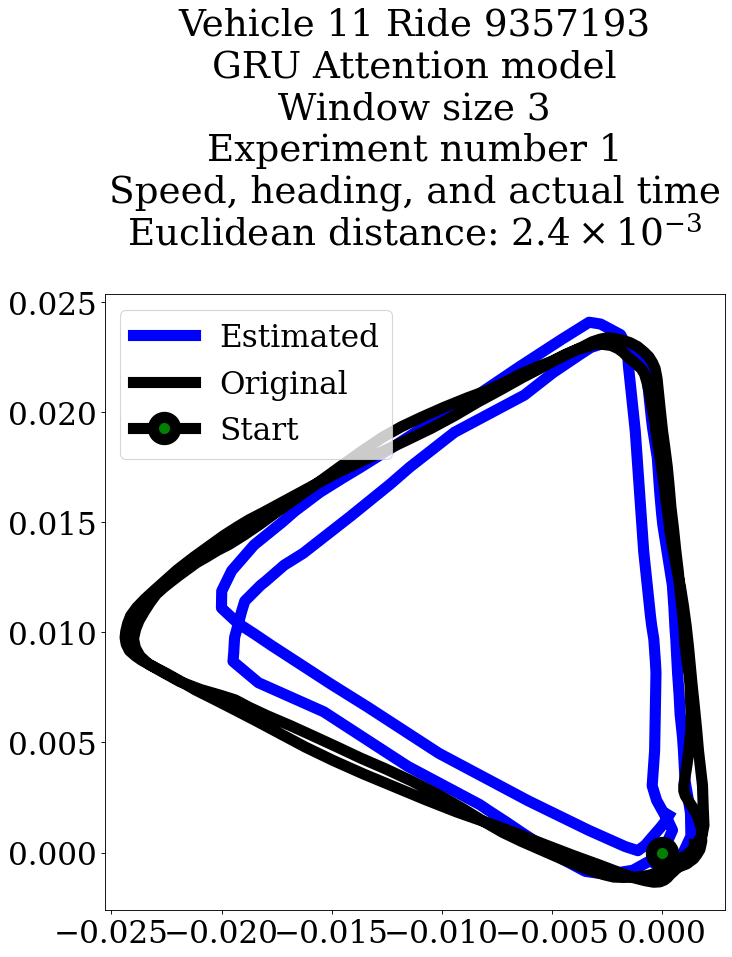 Vehicle 11 Ride 9357193
GRU Attention model
Window size 3
Experiment number 1
Speed, heading, and actual time
Euclidean distance: 2.4 × 10⁻³
Estimated
Original
Start
0.025
0.020
0.015
0.010
0.005
0.000
−0.025 −0.020 −0.015 −0.010 −0.005 0.000